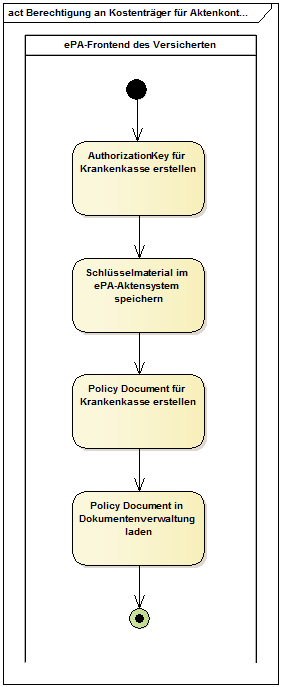 act Berechtigung an Kostenträger für Aktenkont...
ePA-Frontend des Versicherten
AuthorizationKey für
Krankenkasse erstellen
Schlüsselmaterial im
ePA-Aktensystem
speichern
Policy Document für
Krankenkasse erstellen
Policy Document in
Dokumentenverwaltung
laden